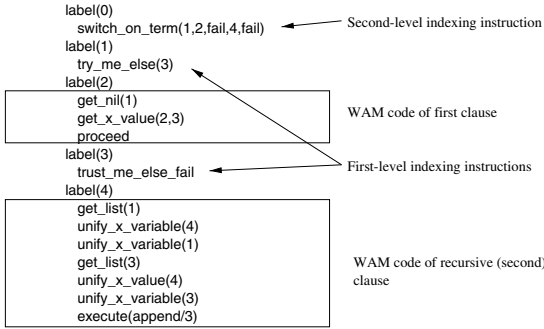 label(0)
switch_on_term(1,2,fail,4,fail)
Second-level indexing instruction
label(1)
try_me_else(3)
label(2)
get_nil(1)
get_x_value(2,3)
proceed
WAM code of first clause
label(3)
trust_me_else_fail
First-level indexing instructions
label(4)
get_list(1)
unify_x_variable(4)
unify_x_variable(1)
get_list(3)
unify_x_value(4)
unify_x_variable(3)
execute(append/3)
WAM code of recursive (second)
clause